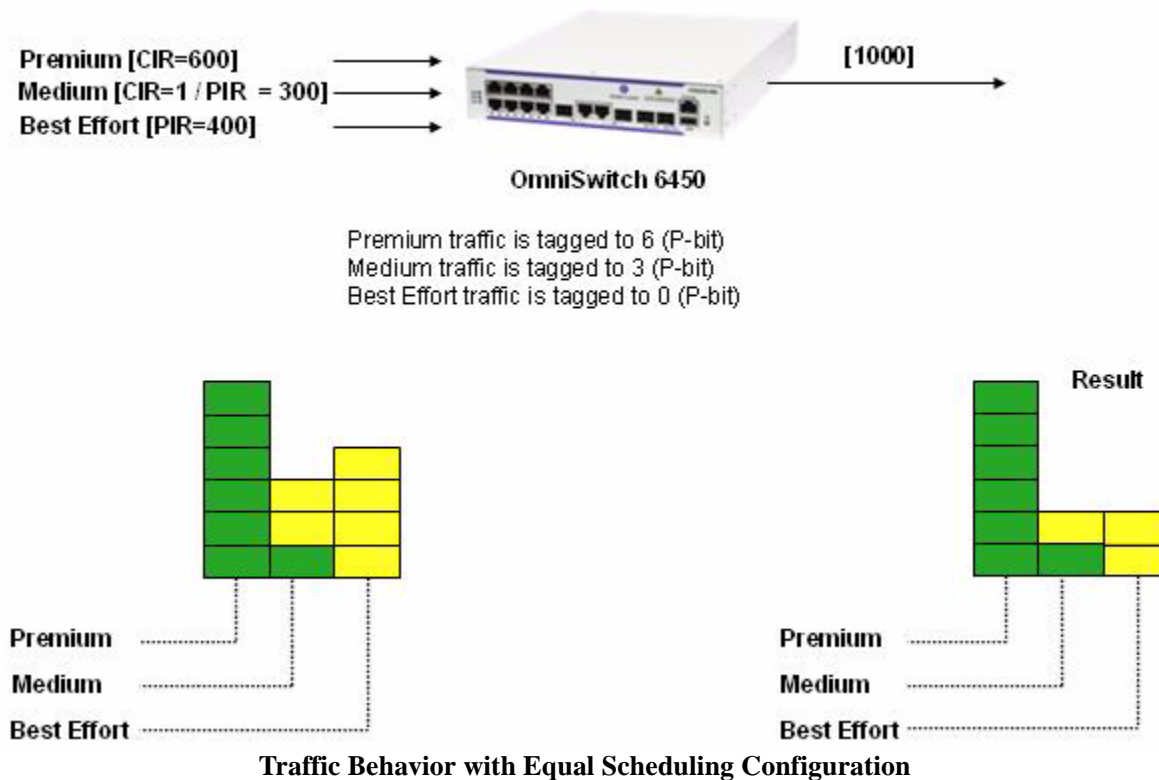 Premium [CIR=600]
Medium [CIR=1 / PIR = 300]
Best Effort [PIR=400]
[1000]
OmniSwitch 6450
Premium traffic is tagged to 6 (P-bit)
Medium traffic is tagged to 3 (P-bit)
Best Effort traffic is tagged to 0 (P-bit)
Result
Premium
Medium
Best Effort
Premium
Medium
Best Effort
Traffic Behavior with Equal Scheduling Configuration